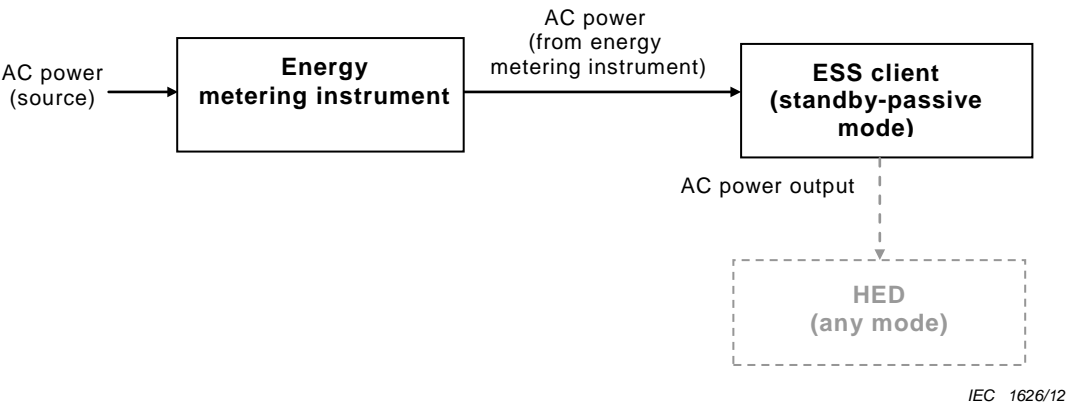 AC power
(source)
Energy
metering instrument
AC power
(from energy
metering instrument)
ESS client
(standby-passive
mode)
AC power output
HED
(any mode)
IEC 1626/12